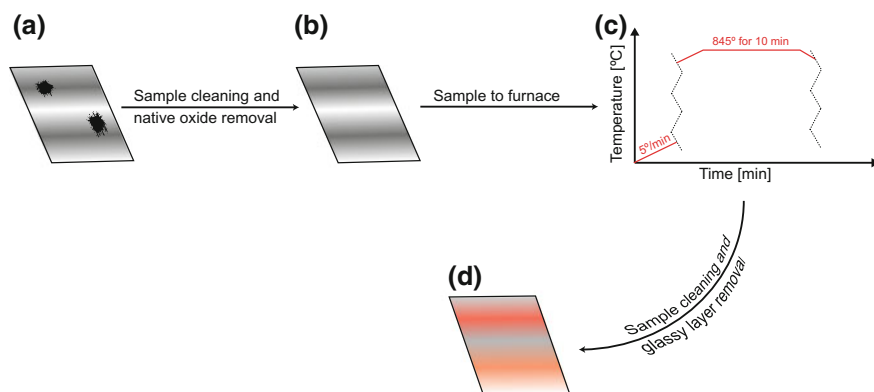 (a)
Sample cleaning and
native oxide removal
(b)
Sample to furnace
(c)
Temperature [ºC]
845º for 10 min
5º/min
Time [min]
Sample cleaning and
glassy layer removal
(d)